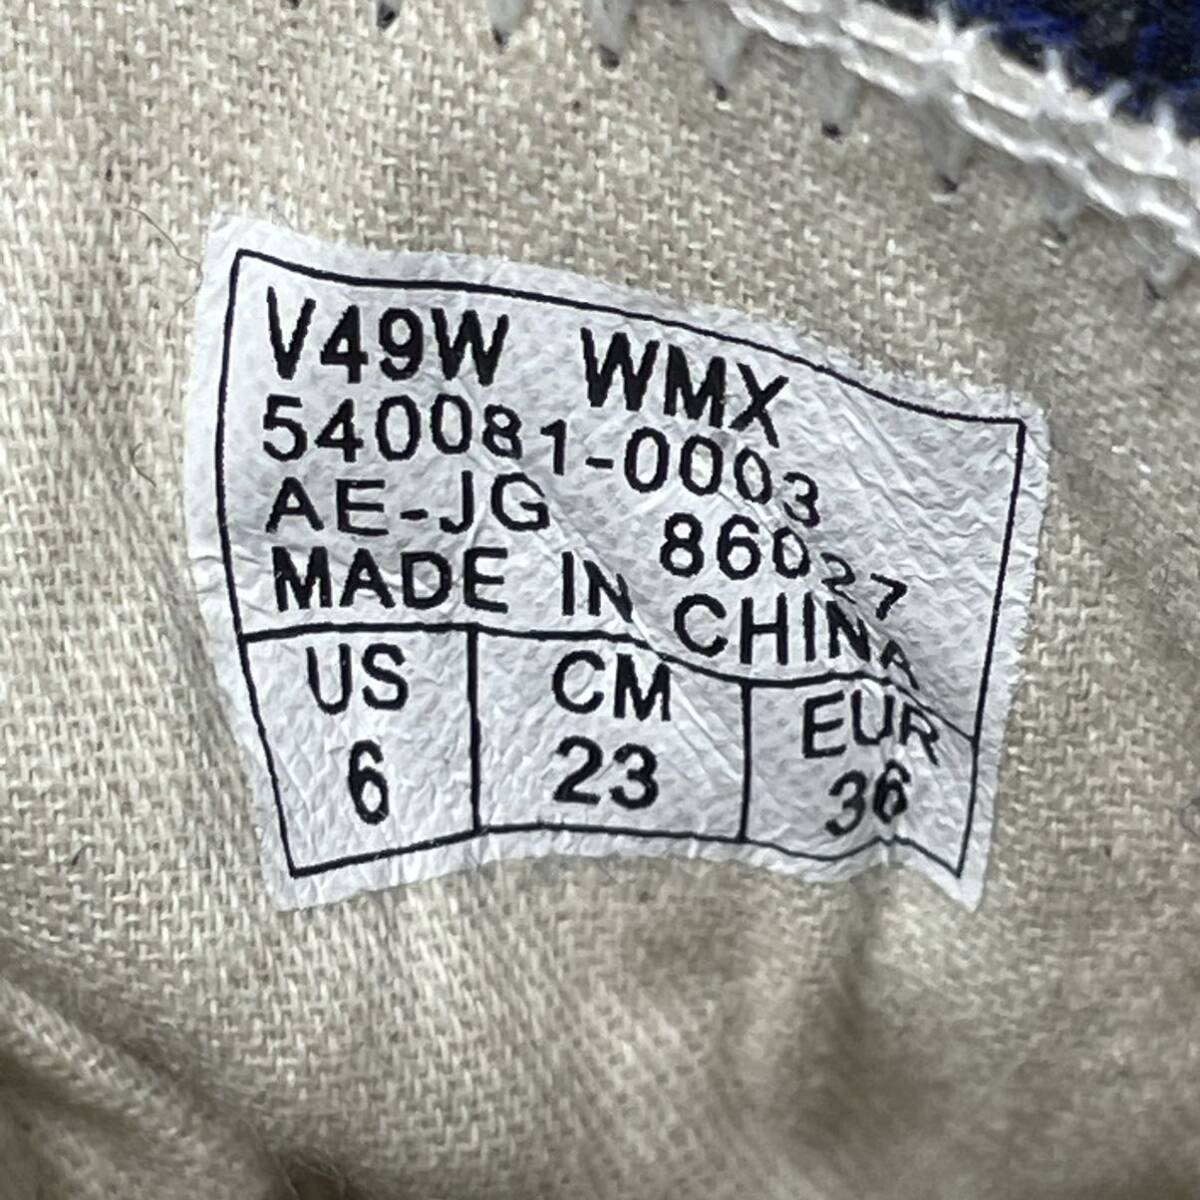 V49W WMX
540081-0003
AE-JG 86027
MADE IN CHINA
US CM EUR
6 23 36